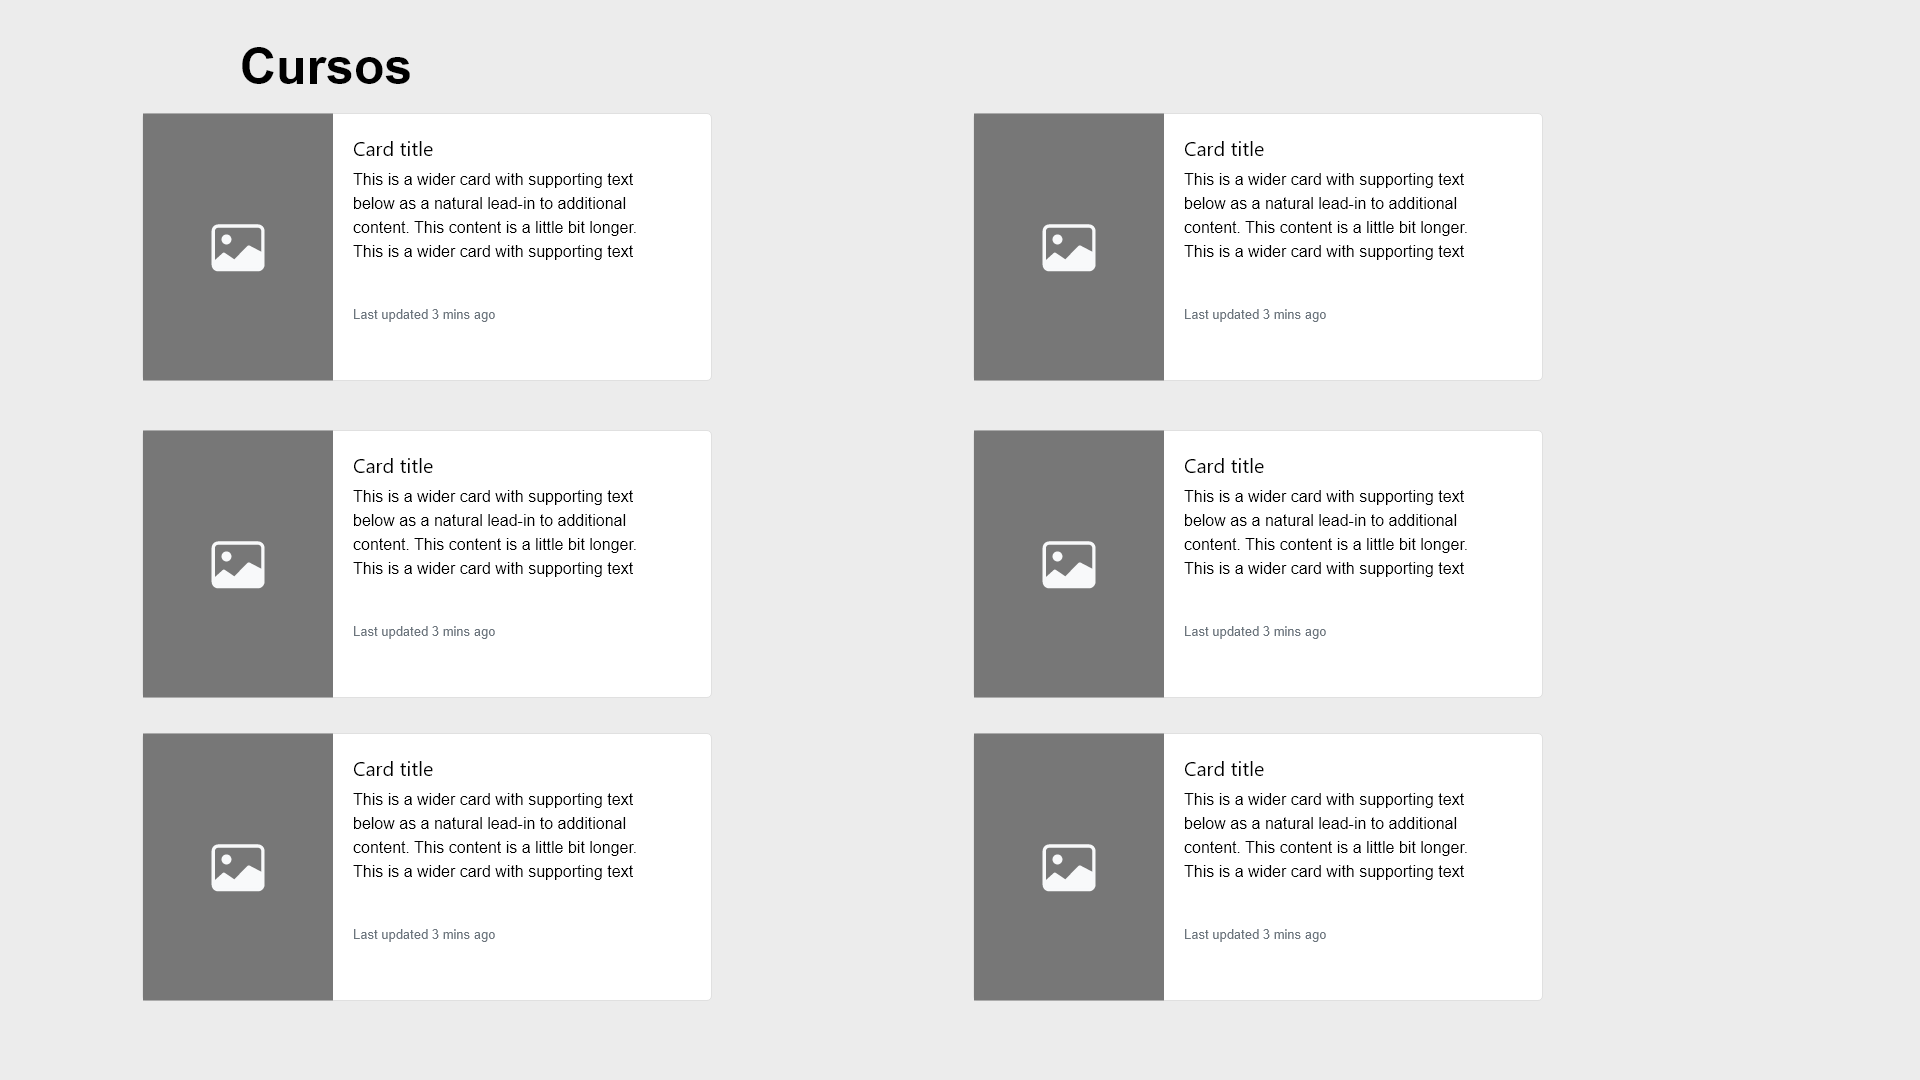 Cursos
Card title
This is a wider card with supporting text
below as a natural lead-in to additional
content. This content is a little bit longer.
This is a wider card with supporting text
Last updated 3 mins ago
Card title
This is a wider card with supporting text
below as a natural lead-in to additional
content. This content is a little bit longer.
This is a wider card with supporting text
Last updated 3 mins ago
Card title
This is a wider card with supporting text
below as a natural lead-in to additional
content. This content is a little bit longer.
This is a wider card with supporting text
Last updated 3 mins ago
Card title
This is a wider card with supporting text
below as a natural lead-in to additional
content. This content is a little bit longer.
This is a wider card with supporting text
Last updated 3 mins ago
Card title
This is a wider card with supporting text
below as a natural lead-in to additional
content. This content is a little bit longer.
This is a wider card with supporting text
Last updated 3 mins ago
Card title
This is a wider card with supporting text
below as a natural lead-in to additional
content. This content is a little bit longer.
This is a wider card with supporting text
Last updated 3 mins ago